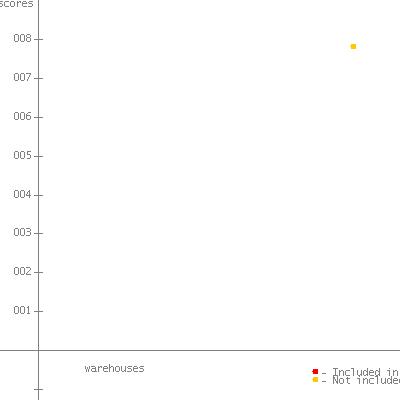 scores
008
007
006
005
004
003
002
001
warehouses
- Included in
- Not included